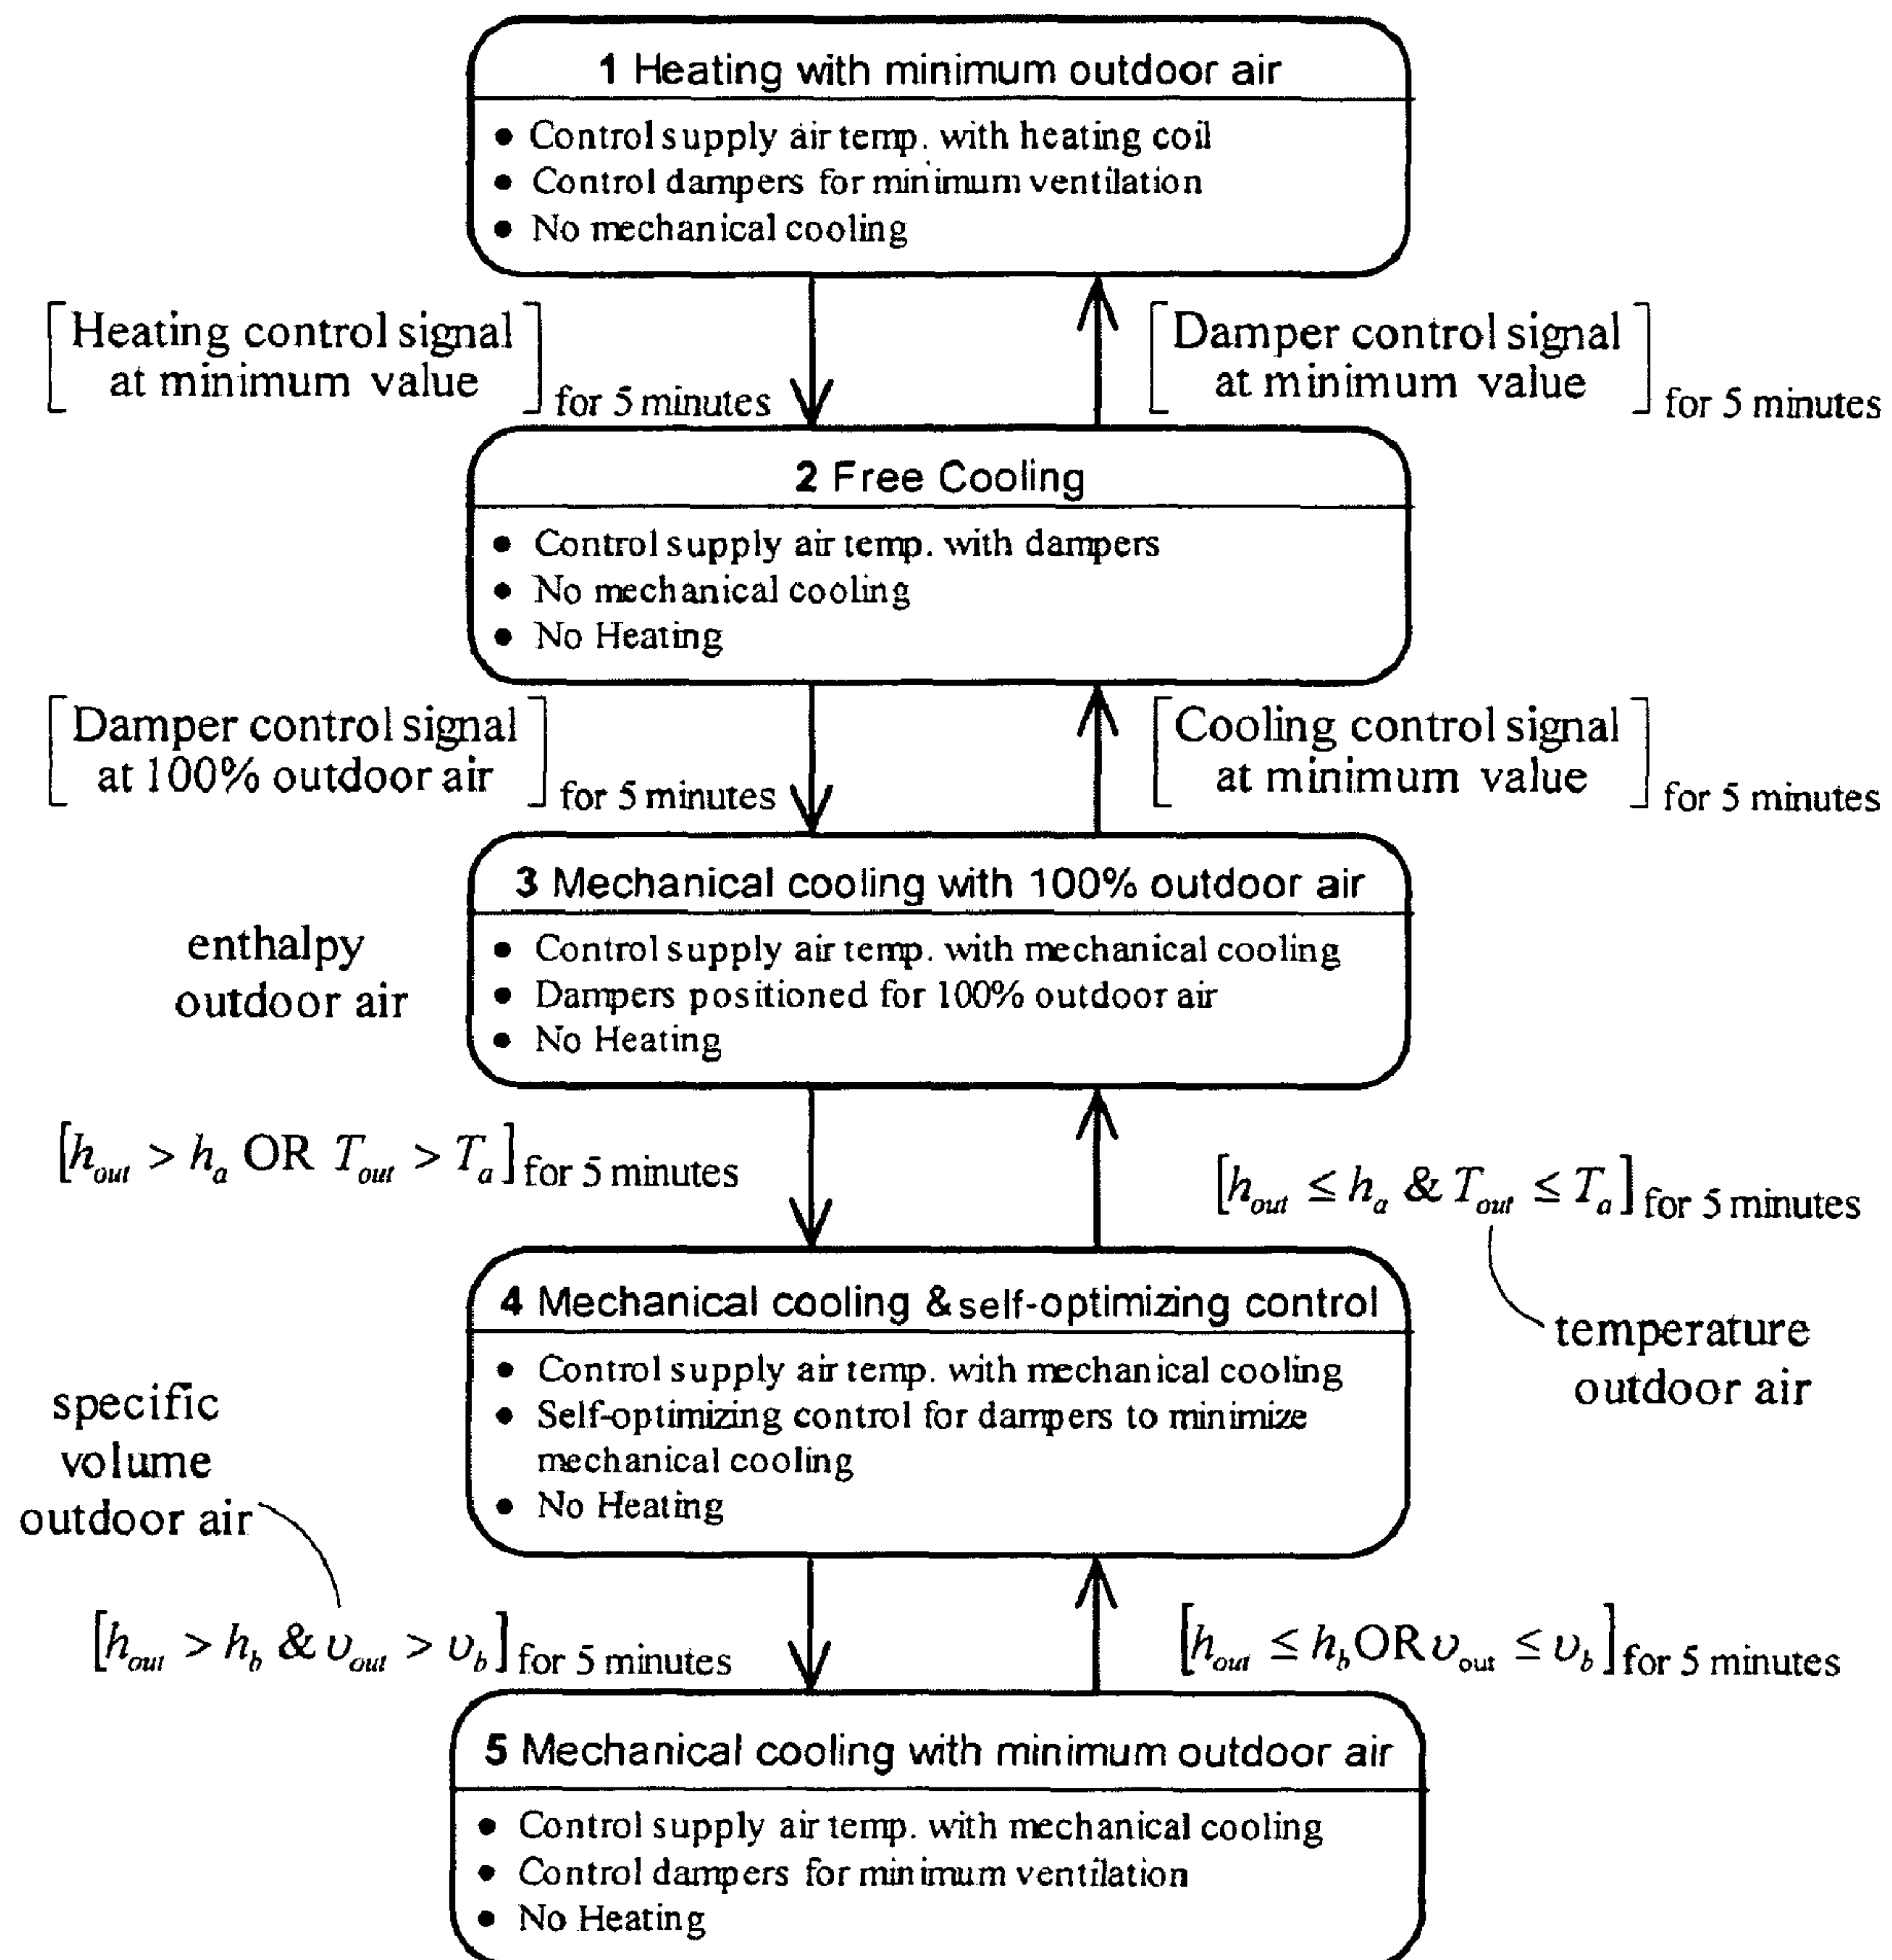 1 Heating with minimum outdoor air
• Control supply air temp. with heating coil
• Control dampers for minimum ventilation
• No mechanical cooling
[Heating control signal
at minimum value] for 5 minutes
[Damper control signal
at minimum value] for 5 minutes
2 Free Cooling
• Control supply air temp. with dampers
• No mechanical cooling
• No Heating
[Damper control signal
at 100% outdoor air] for 5 minutes
[Cooling control signal
at minimum value] for 5 minutes
3 Mechanical cooling with 100% outdoor air
• Control supply air temp. with mechanical cooling
• Dampers positioned for 100% outdoor air
• No Heating
enthalpy
outdoor air
[h_out > h_a OR T_out > T_a] for 5 minutes
[h_out ≤ h_a & T_out ≤ T_a] for 5 minutes
temperature
outdoor air
4 Mechanical cooling & self-optimizing control
• Control supply air temp. with mechanical cooling
• Self-optimizing control for dampers to minimize
mechanical cooling
• No Heating
specific
volume
outdoor air
[h_out > h_b & υ_out > υ_b] for 5 minutes
[h_out ≤ h_b OR υ_out ≤ υ_b] for 5 minutes
5 Mechanical cooling with minimum outdoor air
• Control supply air temp. with mechanical cooling
• Control dampers for minimum ventilation
• No Heating